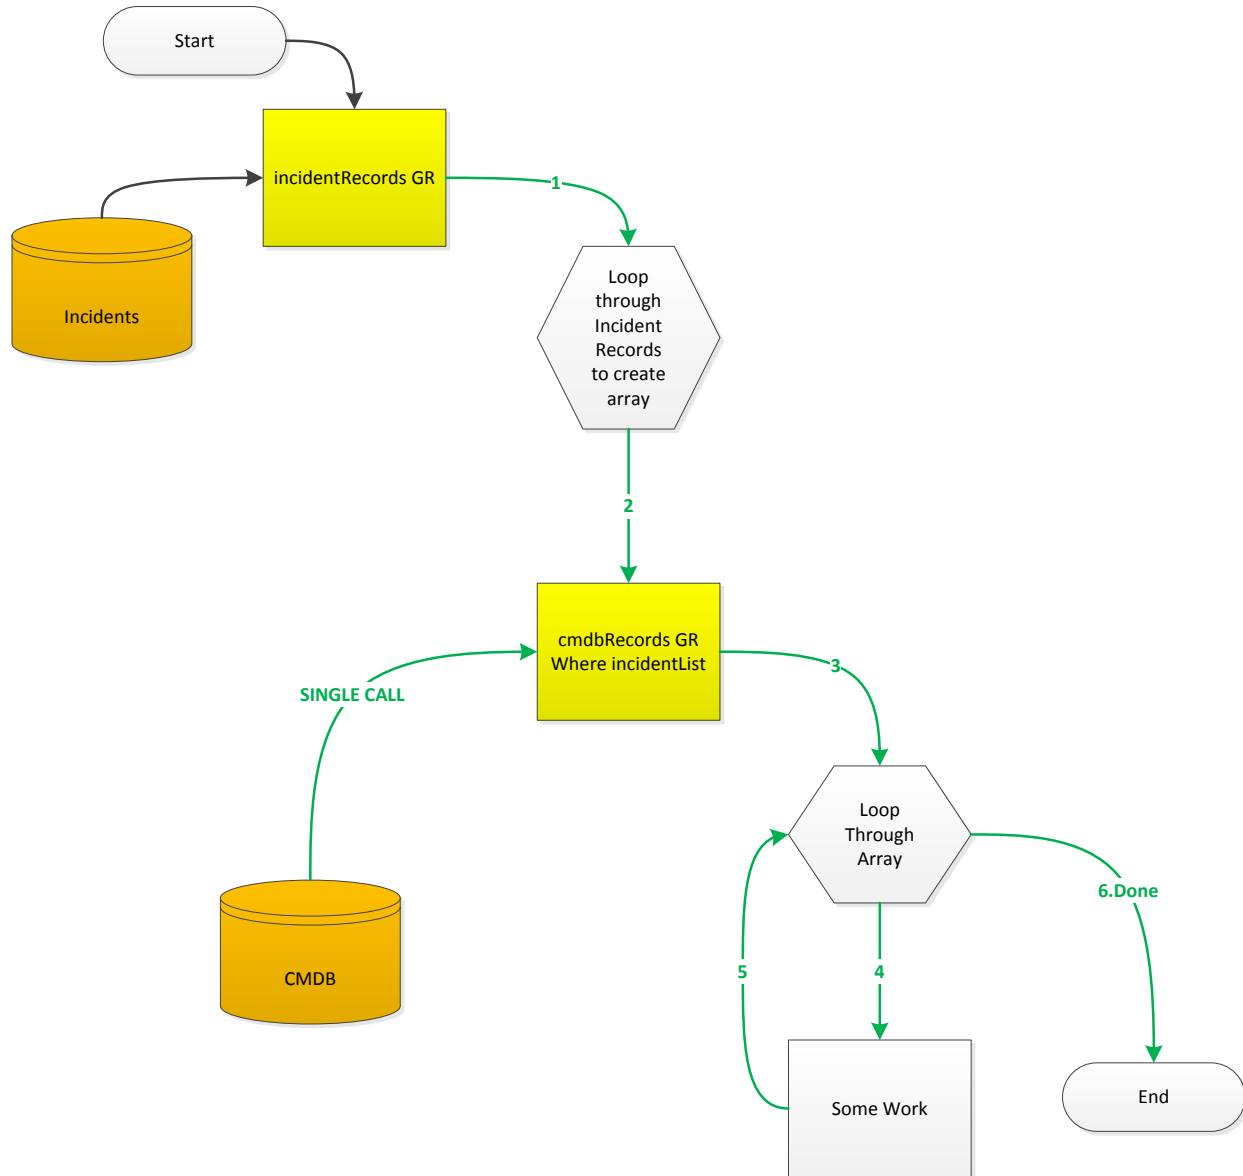 Start
incidentRecords GR
1
Incidents
Loop
through
Incident
Records
to create
array
2
cmdbRecords GR
Where incidentList
3
SINGLE CALL
Loop
Through
Array
6.Done
5
4
CMDB
Some Work
End